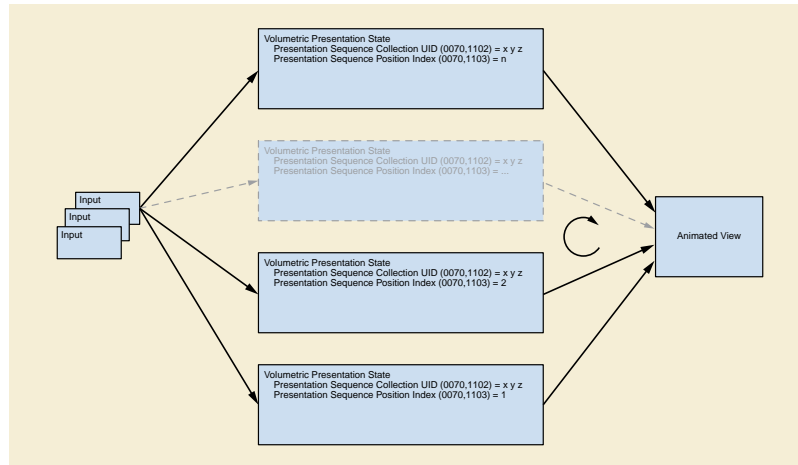 Volumetric Presentation State
Presentation Sequence Collection UID (0070,1102) = x y z
Presentation Sequence Position Index (0070,1103) = n
Volumetric Presentation State
Presentation Sequence Collection UID (0070,1102) = x y z
Presentation Sequence Position Index (0070,1103) = ...
Input
Input
Input
Animated View
Volumetric Presentation State
Presentation Sequence Collection UID (0070,1102) = x y z
Presentation Sequence Position Index (0070,1103) = 2
Volumetric Presentation State
Presentation Sequence Collection UID (0070,1102) = x y z
Presentation Sequence Position Index (0070,1103) = 1